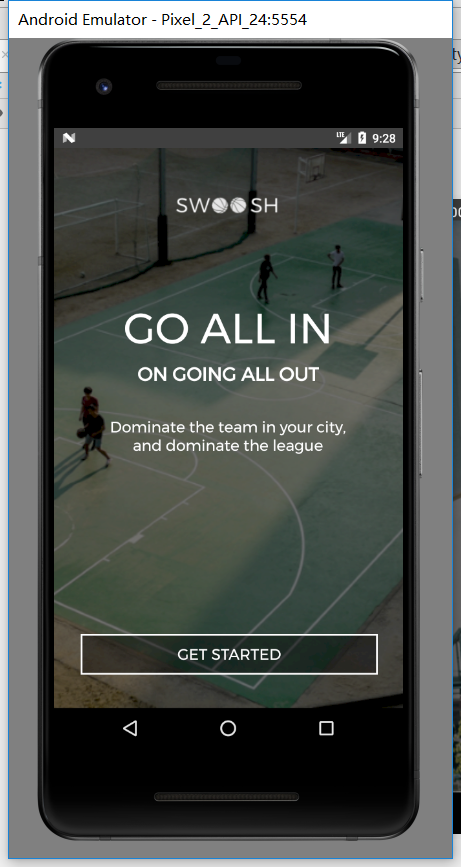 Android Emulator - Pixel_2_API_24:5554
LTE 9:28
SWOOSH
GO ALL IN
ON GOING ALL OUT
Dominate the team in your city,
and dominate the league
GET STARTED